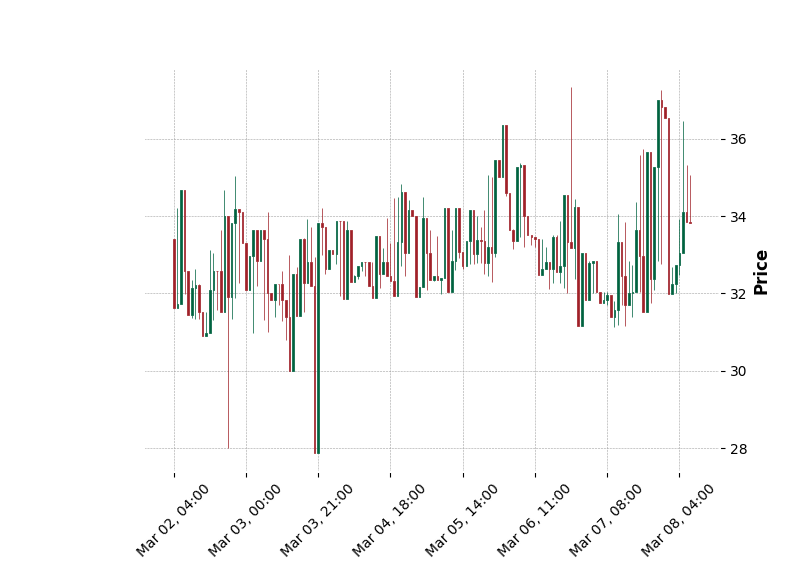 36
34
32
30
28
Price
Mar 02, 04:00
Mar 03, 00:00
Mar 03, 21:00
Mar 04, 18:00
Mar 05, 14:00
Mar 06, 11:00
Mar 07, 08:00
Mar 08, 04:00